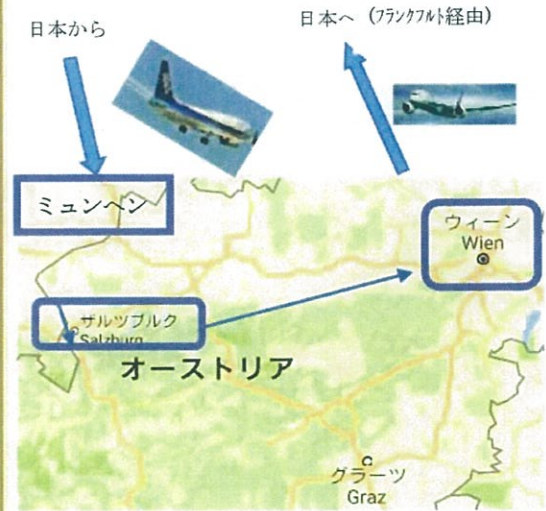 日本から
日本へ (ﾌﾗﾝｸﾌﾙﾄ経由)
ミュンヘン
ウィーン
Wien
ザルツブルク
Salzburg
オーストリア
グラーツ
Graz